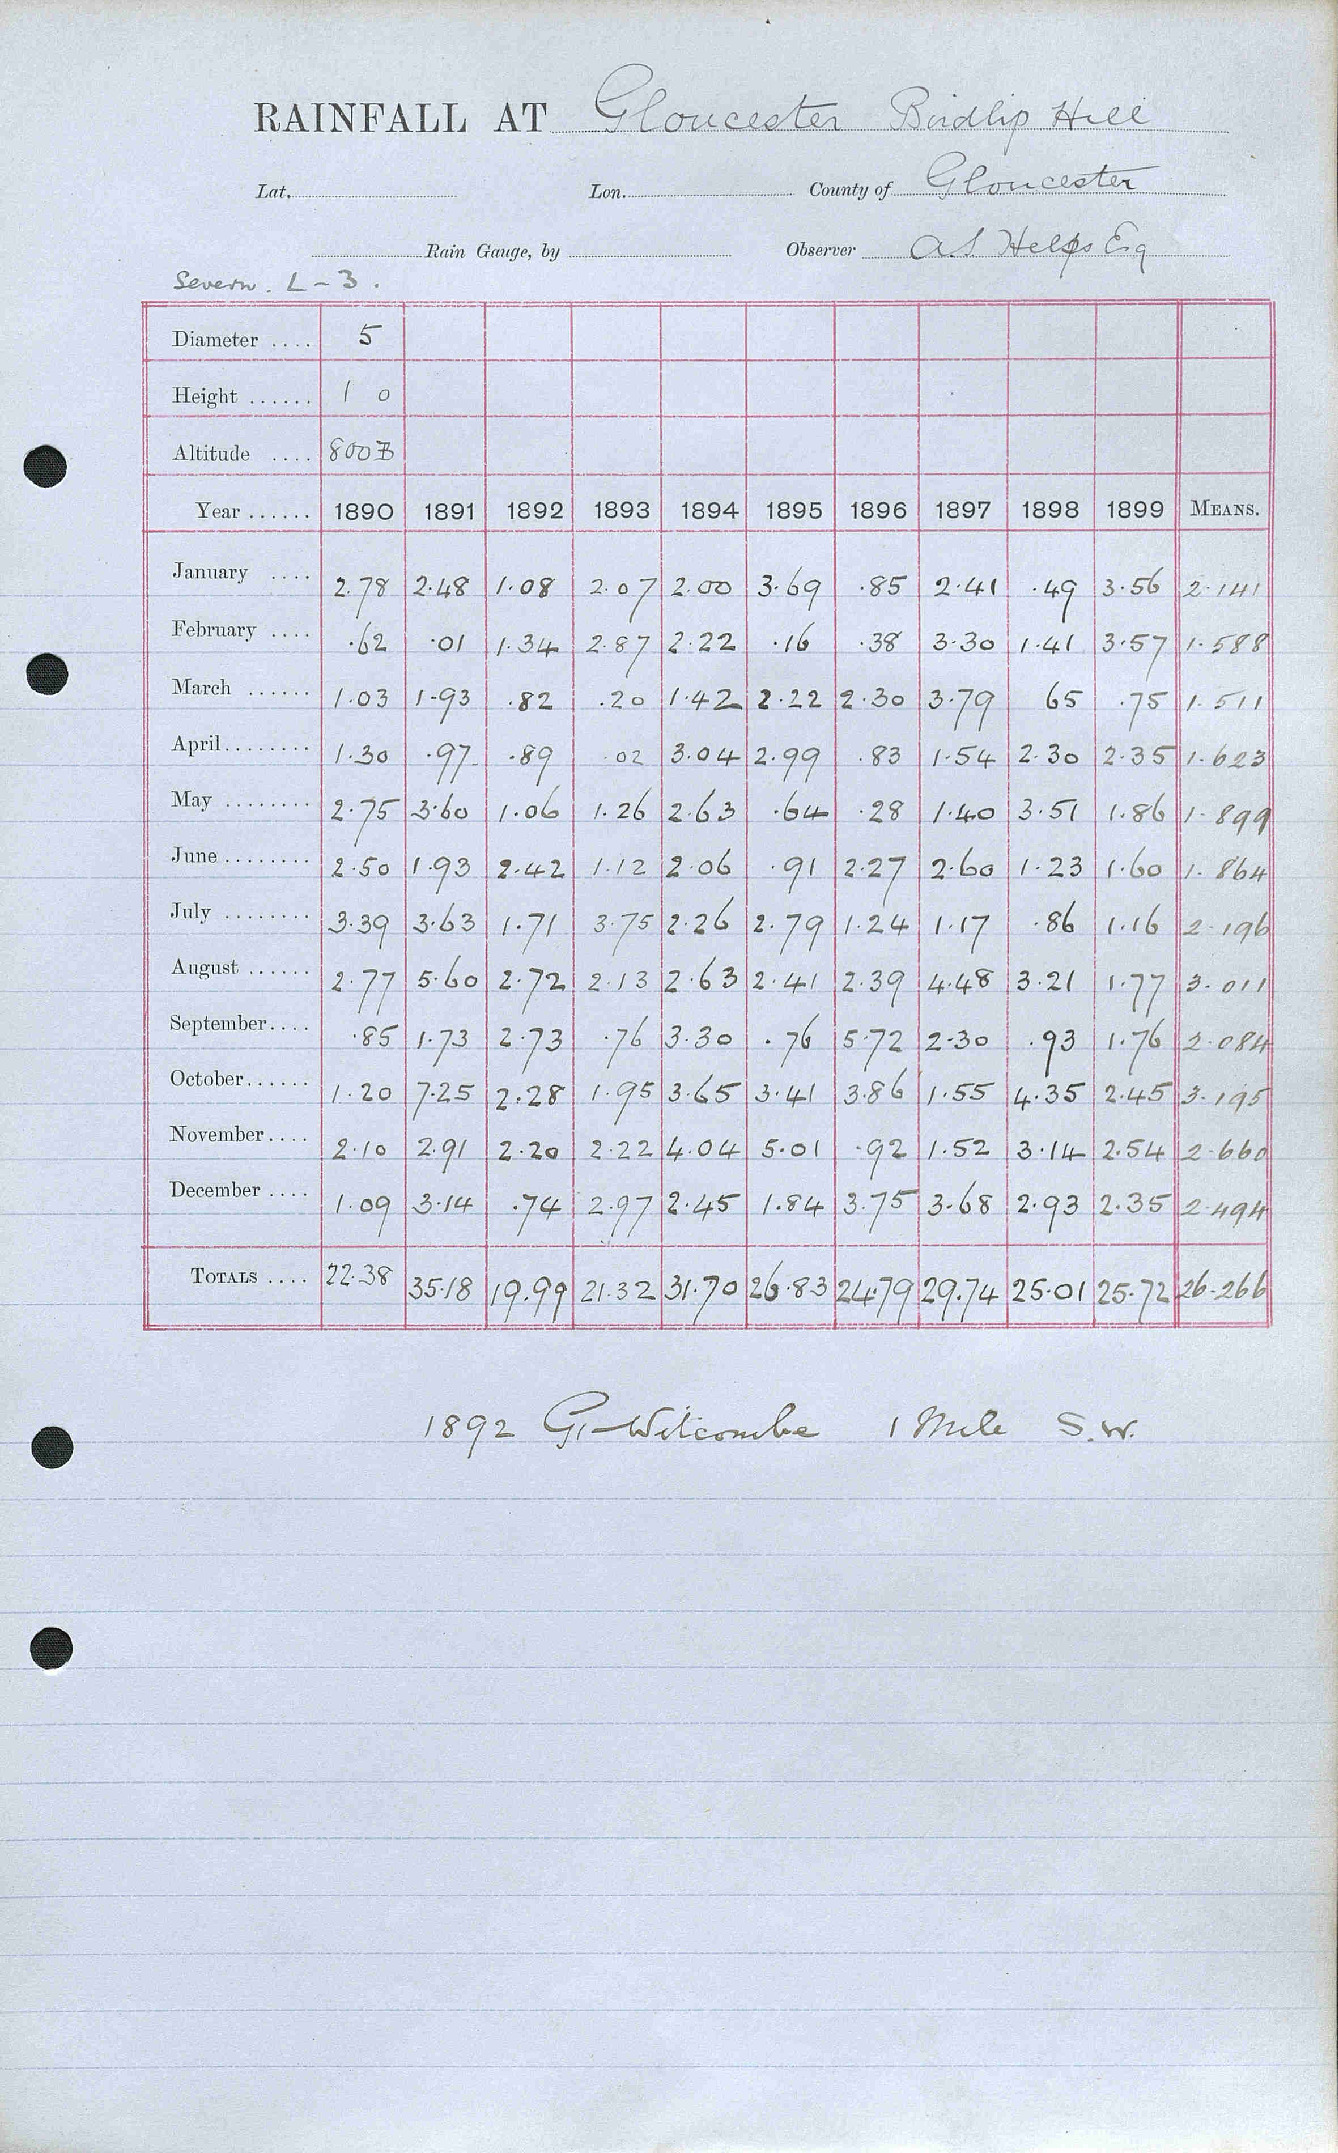 RAINFALL AT Gloucester Birdlip Hill
Lat. Lon. County of Gloucester
Rain Gauge, by Observer A.S. Helps Esq
Severn. L-3.
Diameter .... 5
Height ...... 1 0
Altitude .... 800 B
Year ...... 1890 1891 1892 1893 1894 1895 1896 1897 1898 1899 MEANS.
January .... 2.78 2.48 1.08 2.07 2.00 3.69 .85 2.41 .49 3.56 2.141
February .... .62 .01 1.34 2.87 2.22 .16 .38 3.30 1.41 3.57 1.588
March ...... 1.03 1.93 .82 .20 1.42 2.22 2.30 3.79 65 .75 1.511
April........ 1.30 .97 .89 .02 3.04 2.99 .83 1.54 2.30 2.35 1.623
May ........ 2.75 3.60 1.06 1.26 2.63 .64 .28 1.40 3.51 1.86 1.899
June ........ 2.50 1.93 2.42 1.12 2.06 .91 2.27 2.60 1.23 1.60 1.864
July ........ 3.39 3.63 1.71 3.75 2.26 2.79 1.24 1.17 .86 1.16 2.196
August ...... 2.77 5.60 2.72 2.13 2.63 2.41 2.39 4.48 3.21 1.77 3.011
September.... .85 1.73 2.73 .76 3.30 .76 5.72 2.30 .93 1.76 2.084
October...... 1.20 7.25 2.28 1.95 3.65 3.41 3.86 1.55 4.35 2.45 3.195
November.... 2.10 2.91 2.20 2.22 4.04 5.01 .92 1.52 3.14 2.54 2.660
December .... 1.09 3.14 .74 2.97 2.45 1.84 3.75 3.68 2.93 2.35 2.494
TOTALS .... 22.38 35.18 19.99 21.32 31.70 26.83 24.79 29.74 25.01 25.72 26.266
1892 Gt Witcombe 1 Mile S.W.